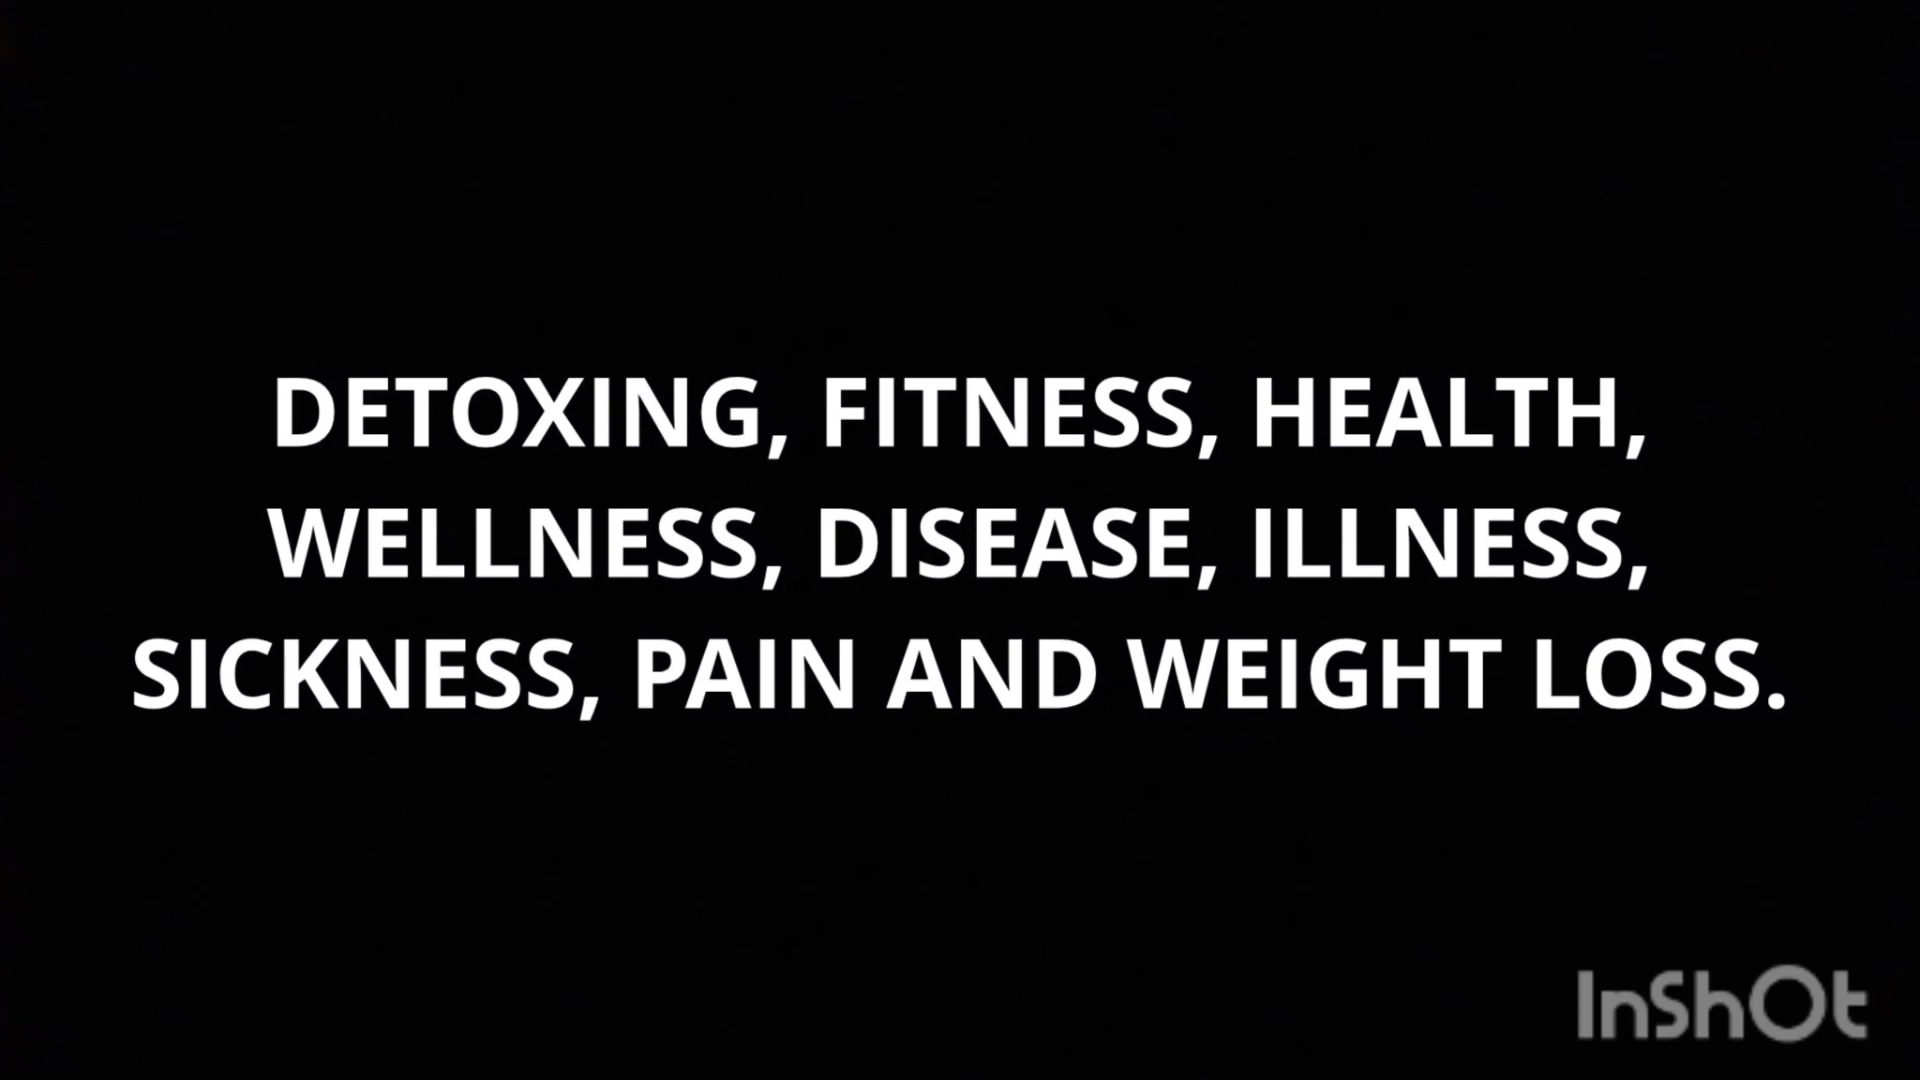 DETOXING, FITNESS, HEALTH,
WELLNESS, DISEASE, ILLNESS,
SICKNESS, PAIN AND WEIGHT LOSS.
InShOt